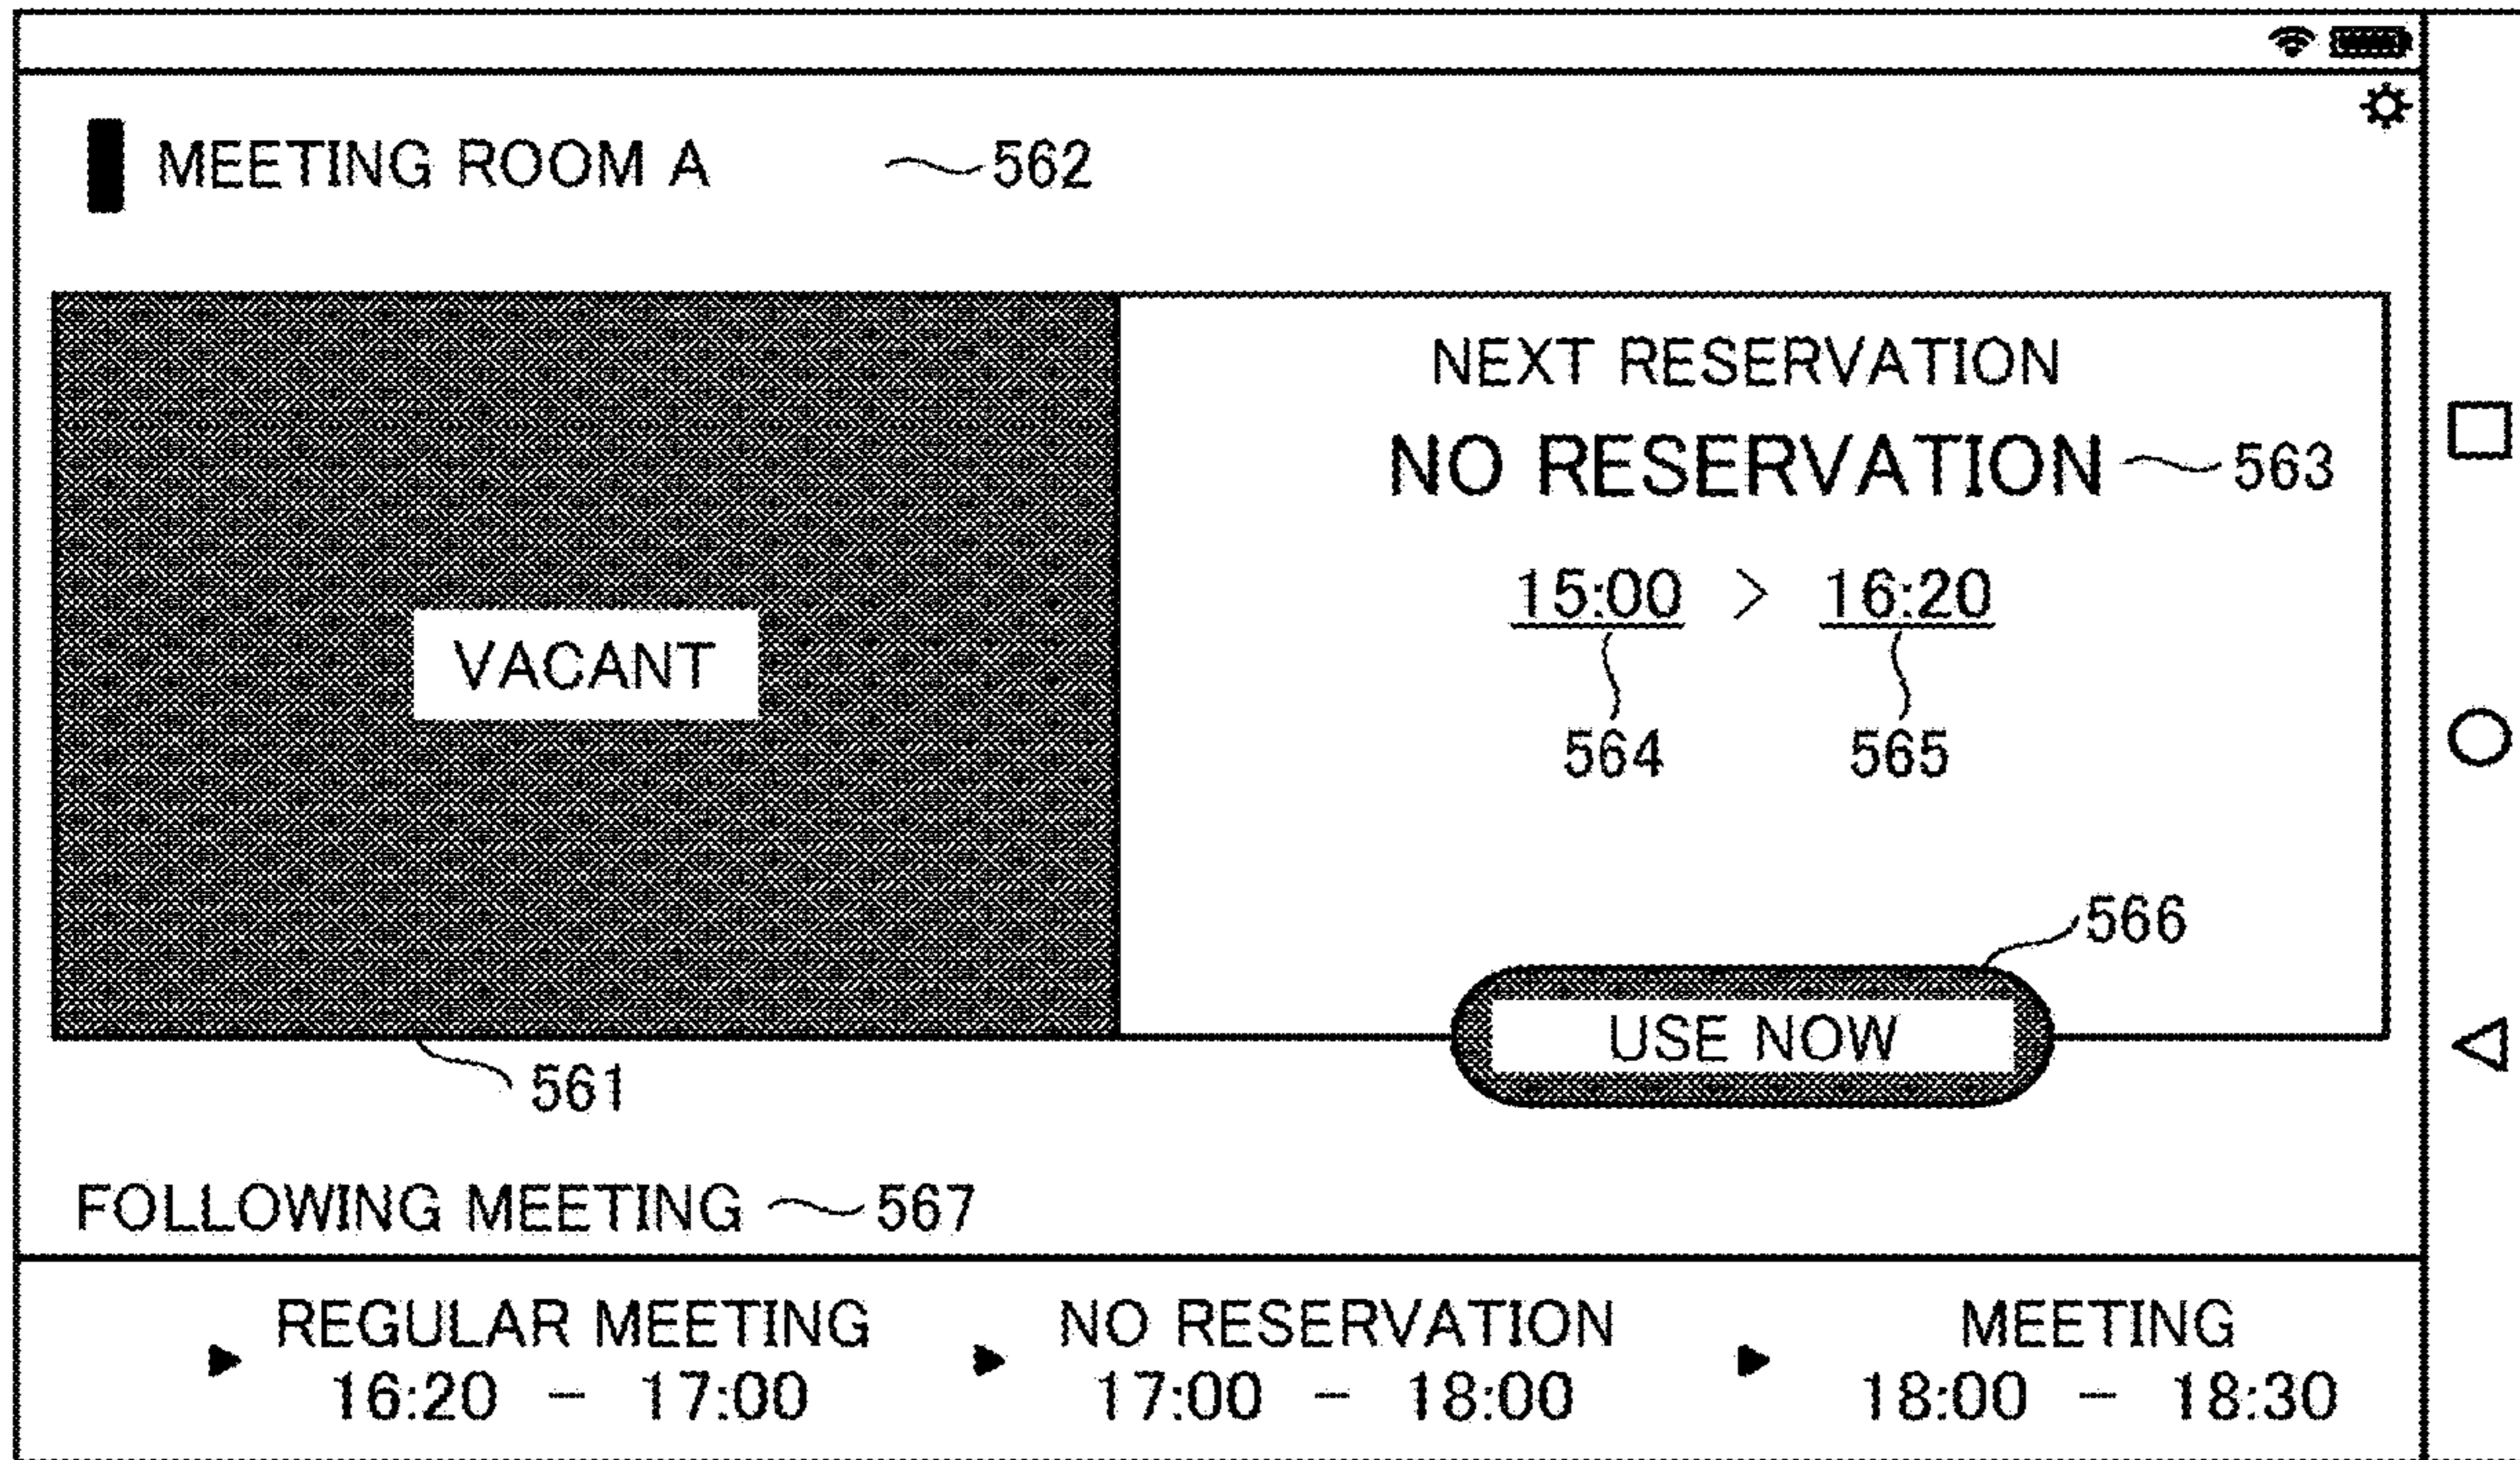 MEETING ROOM A 562
NEXT RESERVATION
NO RESERVATION 563
15:00 > 16:20
564 565
VACANT
566
USE NOW
561
FOLLOWING MEETING 567
REGULAR MEETING
16:20 - 17:00
NO RESERVATION
17:00 - 18:00
MEETING
18:00 - 18:30